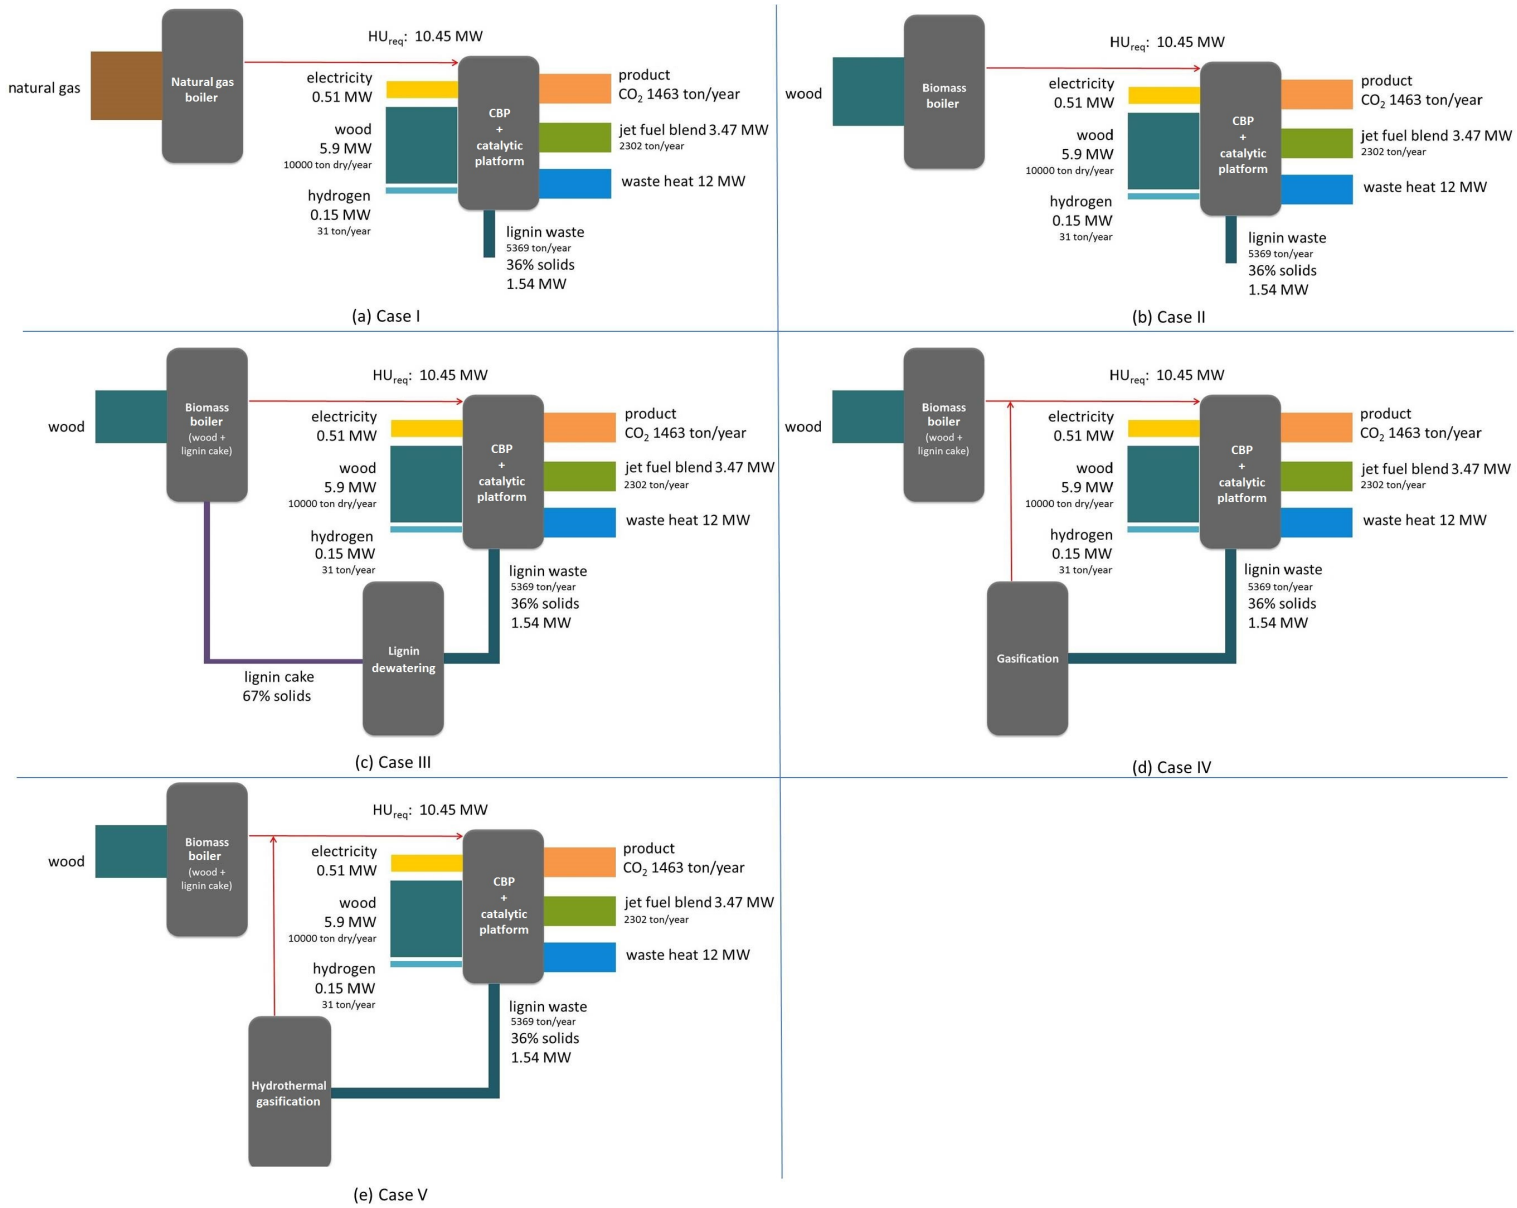 natural gas
Natural gas
boiler
HUreq: 10.45 MW
electricity
0.51 MW
wood
5.9 MW
10000 ton dry/year
hydrogen
0.15 MW
31 ton/year
CBP
+
catalytic
platform
product
CO2 1463 ton/year
jet fuel blend 3.47 MW
2302 ton/year
waste heat 12 MW
lignin waste
5369 ton/year
36% solids
1.54 MW
(a) Case I
wood
Biomass
boiler
HUreq: 10.45 MW
electricity
0.51 MW
wood
5.9 MW
10000 ton dry/year
hydrogen
0.15 MW
31 ton/year
CBP
+
catalytic
platform
product
CO2 1463 ton/year
jet fuel blend 3.47 MW
2302 ton/year
waste heat 12 MW
lignin waste
5369 ton/year
36% solids
1.54 MW
(b) Case II
wood
Biomass
boiler
(wood +
lignin cake)
HUreq: 10.45 MW
electricity
0.51 MW
wood
5.9 MW
10000 ton dry/year
hydrogen
0.15 MW
31 ton/year
CBP
+
catalytic
platform
product
CO2 1463 ton/year
jet fuel blend 3.47 MW
2302 ton/year
waste heat 12 MW
lignin waste
5369 ton/year
36% solids
1.54 MW
Lignin
dewatering
lignin cake
67% solids
(c) Case III
wood
Biomass
boiler
(wood +
lignin cake)
HUreq: 10.45 MW
electricity
0.51 MW
wood
5.9 MW
10000 ton dry/year
hydrogen
0.15 MW
31 ton/year
CBP
+
catalytic
platform
product
CO2 1463 ton/year
jet fuel blend 3.47 MW
2302 ton/year
waste heat 12 MW
lignin waste
5369 ton/year
36% solids
1.54 MW
Gasification
(d) Case IV
wood
Biomass
boiler
(wood +
lignin cake)
HUreq: 10.45 MW
electricity
0.51 MW
wood
5.9 MW
10000 ton dry/year
hydrogen
0.15 MW
31 ton/year
CBP
+
catalytic
platform
product
CO2 1463 ton/year
jet fuel blend 3.47 MW
2302 ton/year
waste heat 12 MW
lignin waste
5369 ton/year
36% solids
1.54 MW
Hydrothermal
gasification
(e) Case V